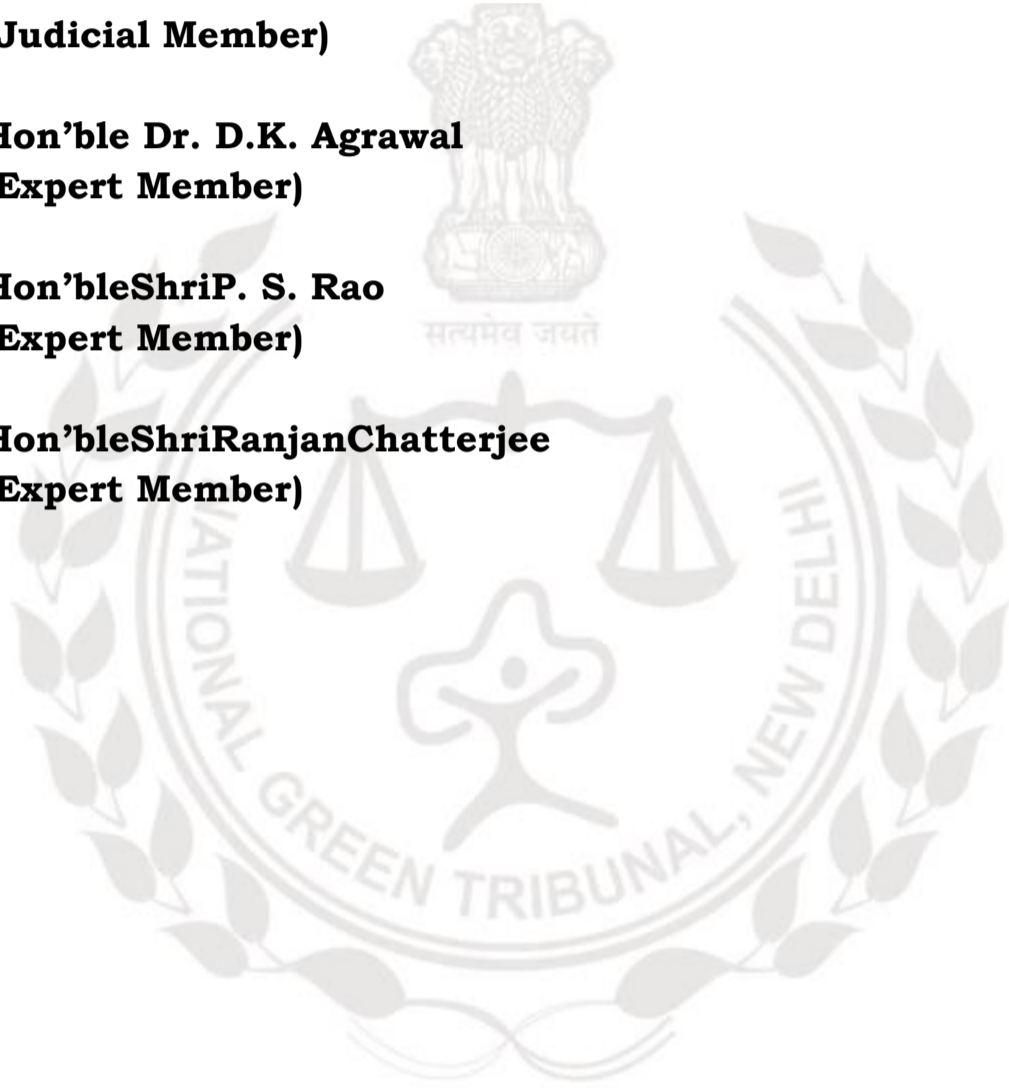 Judicial Member)
Hon'ble Dr. D.K. Agrawal
Expert Member)
Hon'bleShriP. S. Rao
Expert Member)
Hon'bleShriRanjanChatterjee
Expert Member)
सत्यमेव जयते
NATIONAL GREEN TRIBUNAL, NEW DELHI